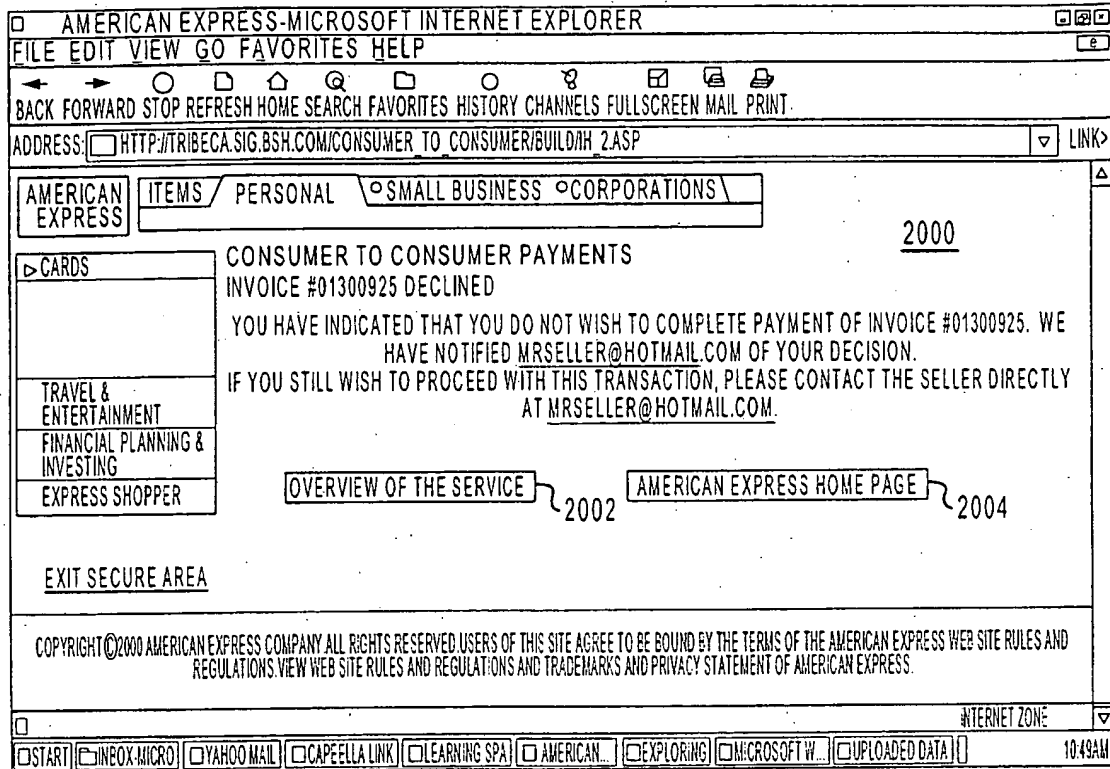 AMERICAN EXPRESS-MICROSOFT INTERNET EXPLORER
FILE EDIT VIEW GO FAVORITES HELP
e
BACK FORWARD STOP REFRESH HOME SEARCH FAVORITES HISTORY CHANNELS FULLSCREEN MAIL PRINT
ADDRESS: HTTP://TRIBECA.SIG.BSH.COM/CONSUMER_TO_CONSUMER/BUILD/IH_2.ASP LINK>
AMERICAN EXPRESS
ITEMS PERSONAL SMALL BUSINESS CORPORATIONS
2000
CARDS
TRAVEL &
ENTERTAINMENT
FINANCIAL PLANNING &
INVESTING
EXPRESS SHOPPER
CONSUMER TO CONSUMER PAYMENTS
INVOICE #01300925 DECLINED
YOU HAVE INDICATED THAT YOU DO NOT WISH TO COMPLETE PAYMENT OF INVOICE #01300925. WE
HAVE NOTIFIED MRSELLER@HOTMAIL.COM OF YOUR DECISION.
IF YOU STILL WISH TO PROCEED WITH THIS TRANSACTION, PLEASE CONTACT THE SELLER DIRECTLY
AT MRSELLER@HOTMAIL.COM.
OVERVIEW OF THE SERVICE 2002 AMERICAN EXPRESS HOME PAGE 2004
EXIT SECURE AREA
COPYRIGHT ©2000 AMERICAN EXPRESS COMPANY ALL RIGHTS RESERVED.USERS OF THIS SITE AGREE TO BE BOUND BY THE TERMS OF THE AMERICAN EXPRESS WEB SITE RULES AND
REGULATIONS.VIEW WEB SITE RULES AND REGULATIONS AND TRADEMARKS AND PRIVACY STATEMENT OF AMERICAN EXPRESS.
INTERNET ZONE
START INBOX-MICRO YAHOO MAIL CAPEELLA LINK LEARNING SPA AMERICAN... EXPLORING MICROSOFT W... UPLOADED DATA 10:49AM